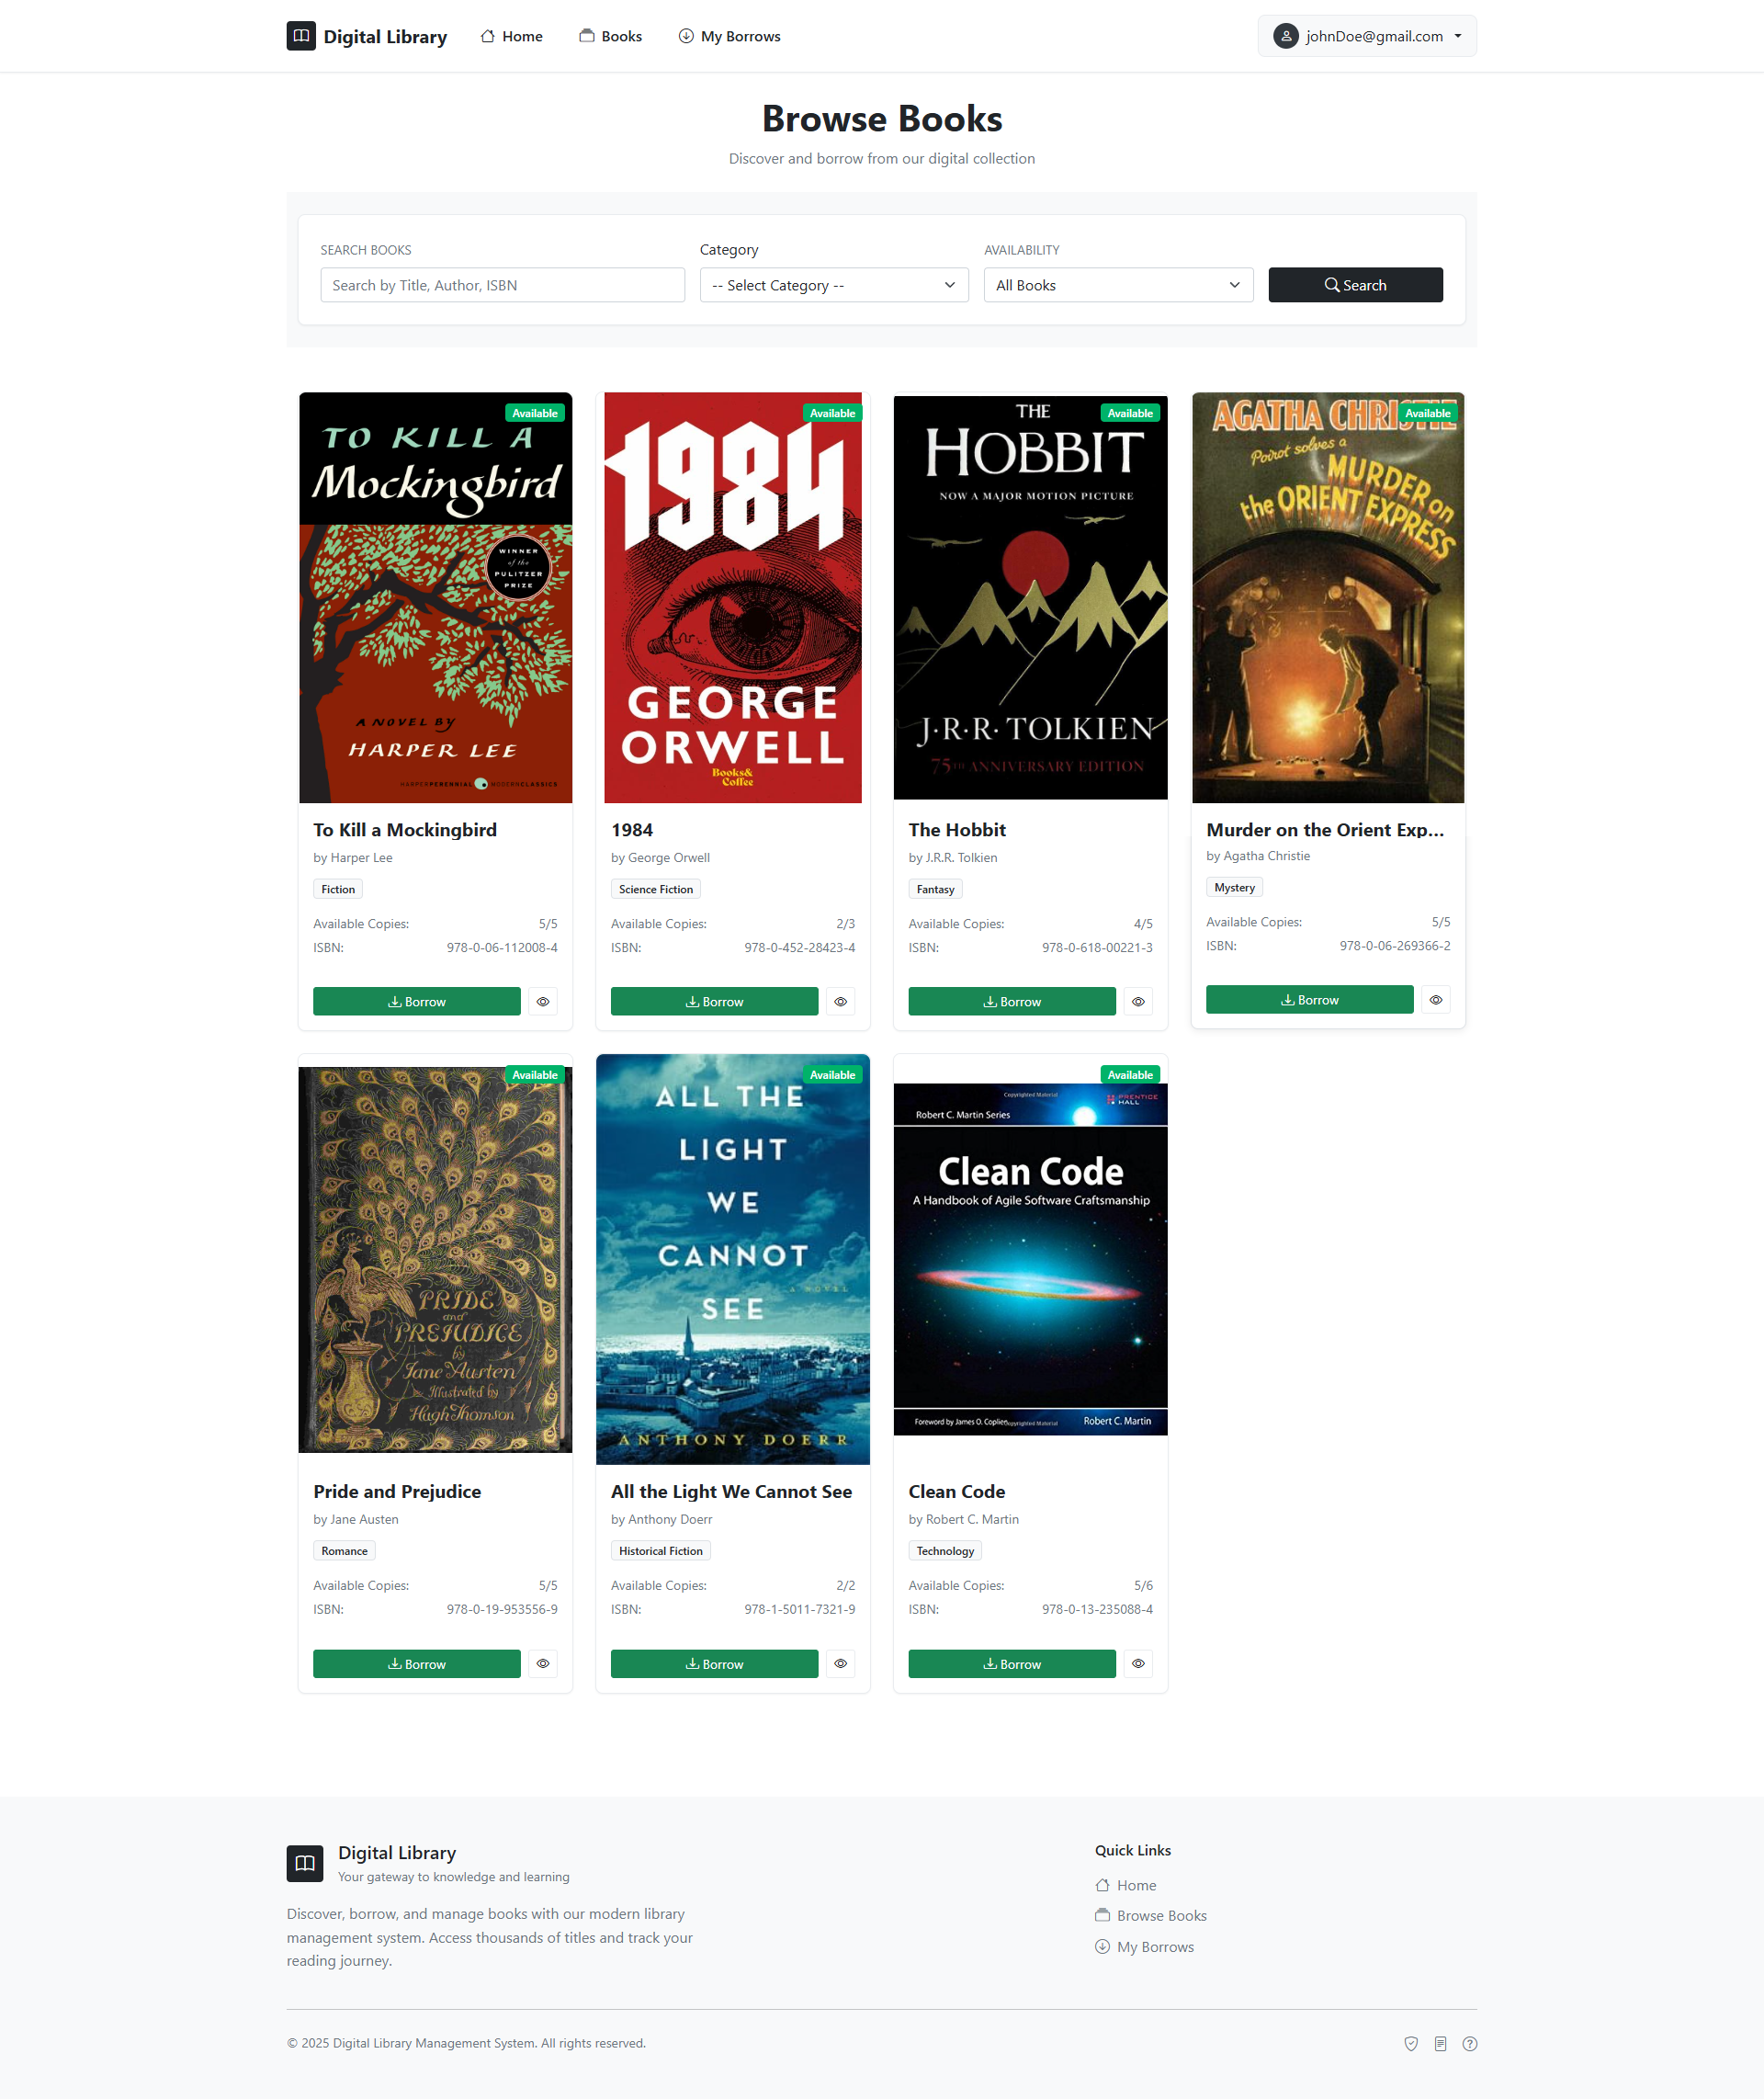 Digital Library
Home
Books
My Borrows
johnDoe@gmail.com
Browse Books
Discover and borrow from our digital collection
SEARCH BOOKS
Category
AVAILABILITY
Search by Title, Author, ISBN
-- Select Category --
All Books
Search
Available
TO KILL A
Mockingbird
WINNER
of the
PULITZER
PRIZE
A NOVEL BY
HARPER LEE
HARPERPERENNIAL MODERNCLASSICS
To Kill a Mockingbird
by Harper Lee
Fiction
Available Copies: 5/5
ISBN: 978-0-06-112008-4
Borrow
Available
1984
GEORGE
ORWELL
Books&
Coffee
1984
by George Orwell
Science Fiction
Available Copies: 2/3
ISBN: 978-0-452-28423-4
Borrow
Available
THE
HOBBIT
NOW A MAJOR MOTION PICTURE
J·R·R· TOLKIEN
75TH ANNIVERSARY EDITION
The Hobbit
by J.R.R. Tolkien
Fantasy
Available Copies: 4/5
ISBN: 978-0-618-00221-3
Borrow
Available
AGATHA CHRISTIE
Poirot solves a
MURDER on
the ORIENT EXPRESS
Murder on the Orient Exp...
by Agatha Christie
Mystery
Available Copies: 5/5
ISBN: 978-0-06-269366-2
Borrow
Available
PRIDE
and
PREJUDICE
by
Jane Austen
Illustrated by
Hugh Thomson
Pride and Prejudice
by Jane Austen
Romance
Available Copies: 5/5
ISBN: 978-0-19-953556-9
Borrow
Available
ALL THE
LIGHT
WE
CANNOT
A NOVEL
SEE
ANTHONY DOERR
All the Light We Cannot See
by Anthony Doerr
Historical Fiction
Available Copies: 2/2
ISBN: 978-1-5011-7321-9
Borrow
Available
Copyrighted Material
PRENTICE
HALL
Robert C. Martin Series
Clean Code
A Handbook of Agile Software Craftsmanship
Foreword by James O. Coplien
Copyrighted Material
Robert C. Martin
Clean Code
by Robert C. Martin
Technology
Available Copies: 5/6
ISBN: 978-0-13-235088-4
Borrow
Digital Library
Your gateway to knowledge and learning
Discover, borrow, and manage books with our modern library
management system. Access thousands of titles and track your
reading journey.
Quick Links
Home
Browse Books
My Borrows
© 2025 Digital Library Management System. All rights reserved.